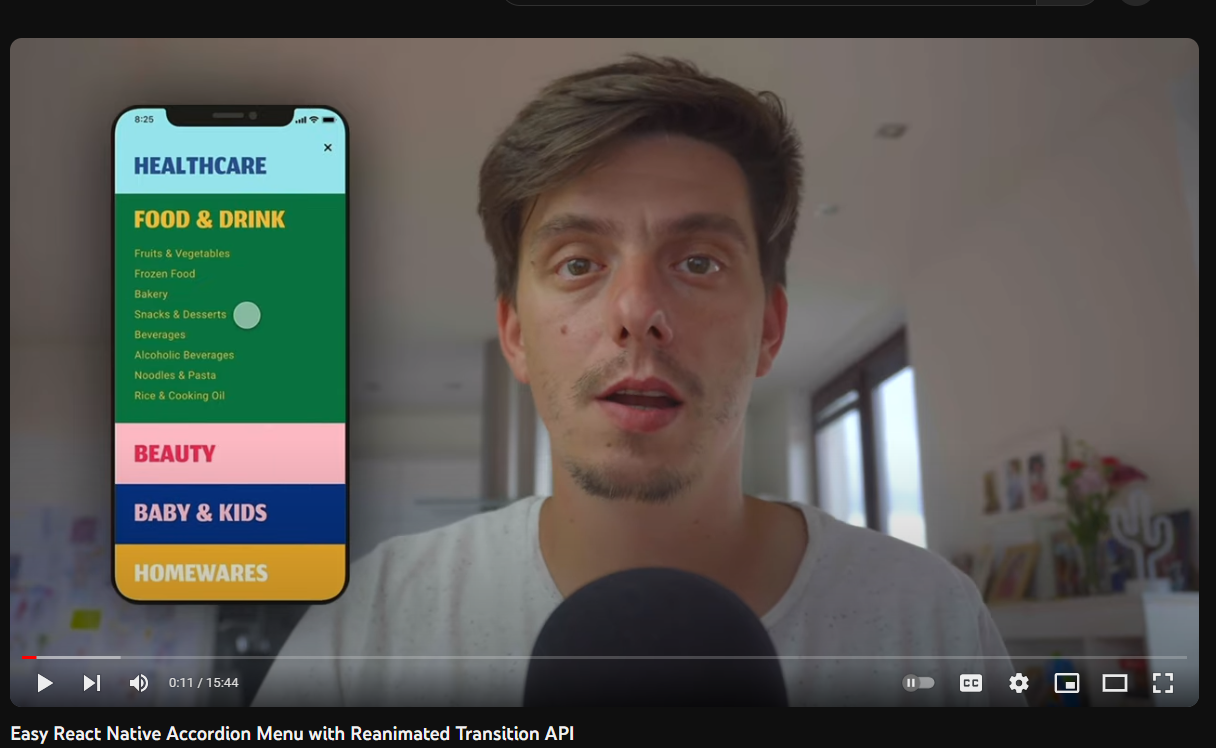 8:25
HEALTHCARE
FOOD & DRINK
Fruits & Vegetables
Frozen Food
Bakery
Snacks & Desserts
Beverages
Alcoholic Beverages
Noodles & Pasta
Rice & Cooking Oil
BEAUTY
BABY & KIDS
HOMEWARES
0:11 / 15:44
CC
Easy React Native Accordion Menu with Reanimated Transition API